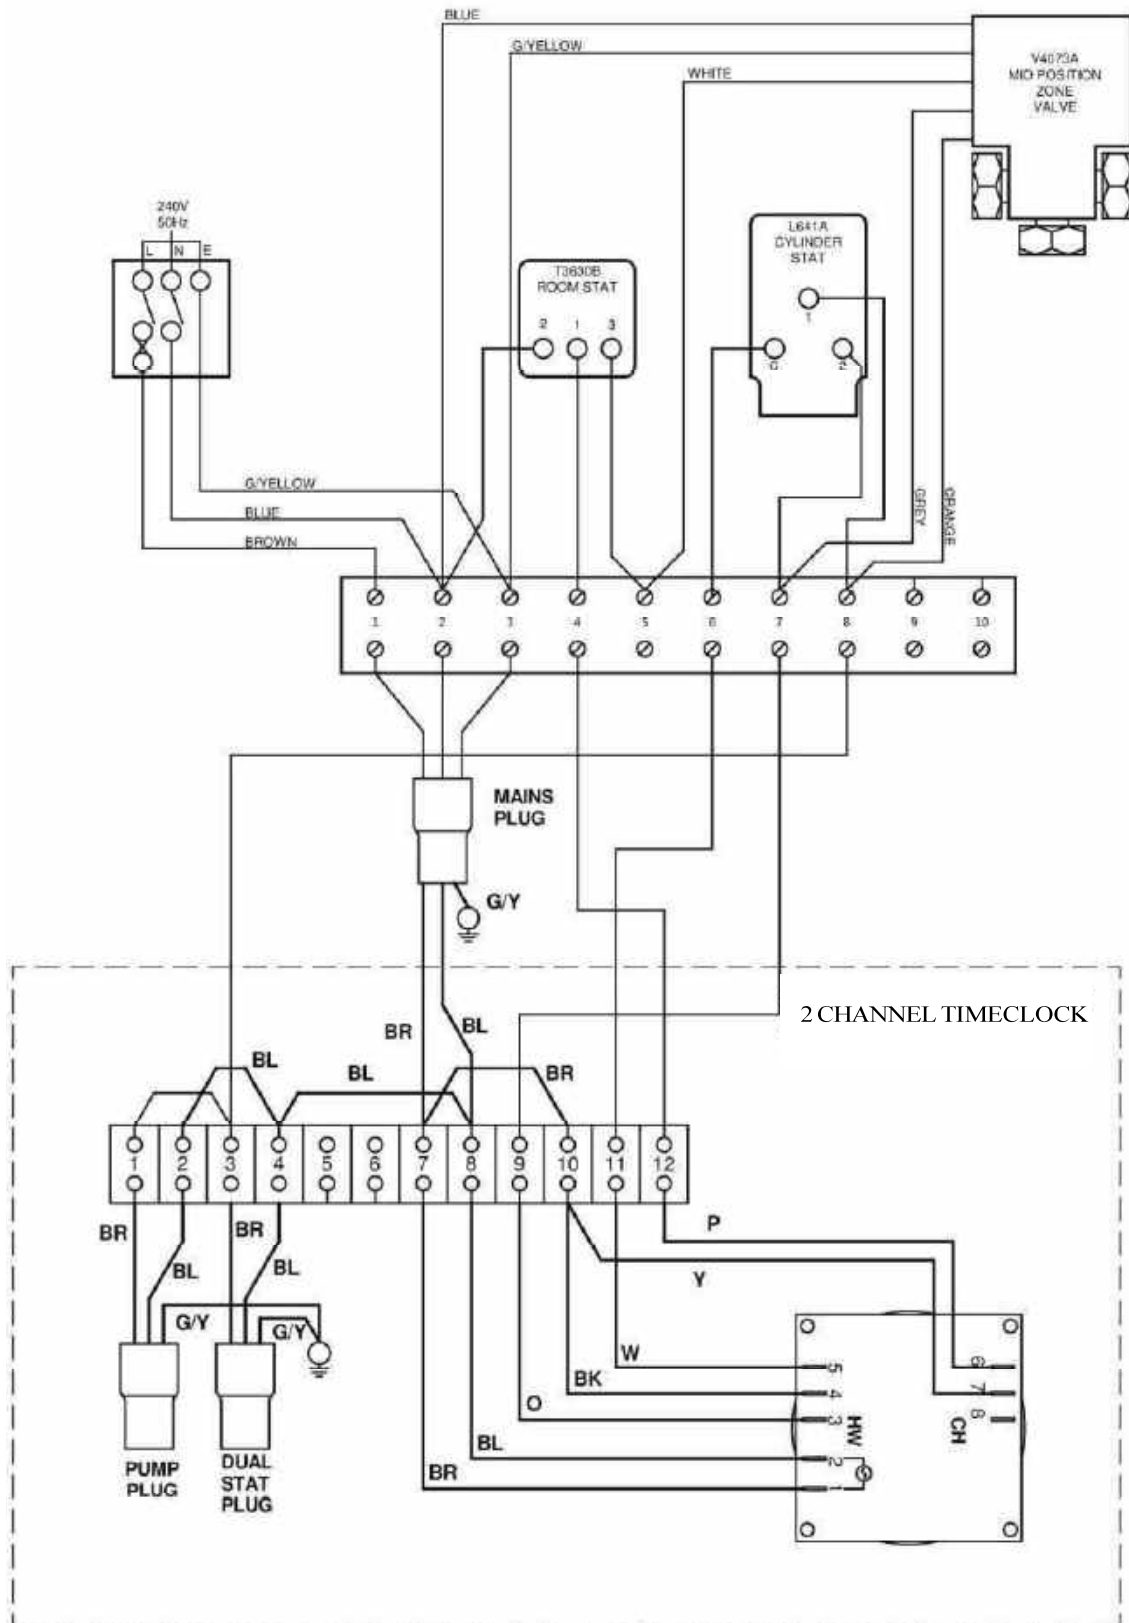 BLUE
G/YELLOW
WHITE
V4073A
MID POSITION
ZONE
VALVE
240V
50Hz
L N E
T3630B
ROOM STAT
2 1 3
L641A
CYLINDER
STAT
1
C 2
G/YELLOW
BLUE
BROWN
GREY
ORANGE
1 2 3 4 5 6 7 8 9 10
MAINS
PLUG
G/Y
2 CHANNEL TIMECLOCK
BR
BL
BL
BL
BR
1 2 3 4 5 6 7 8 9 10 11 12
BR
BL
BR
BL
P
Y
G/Y
G/Y
W
BK
O
BL
BR
5
4
3
2
1
HW
6
7
8
CH
PUMP
PLUG
DUAL
STAT
PLUG